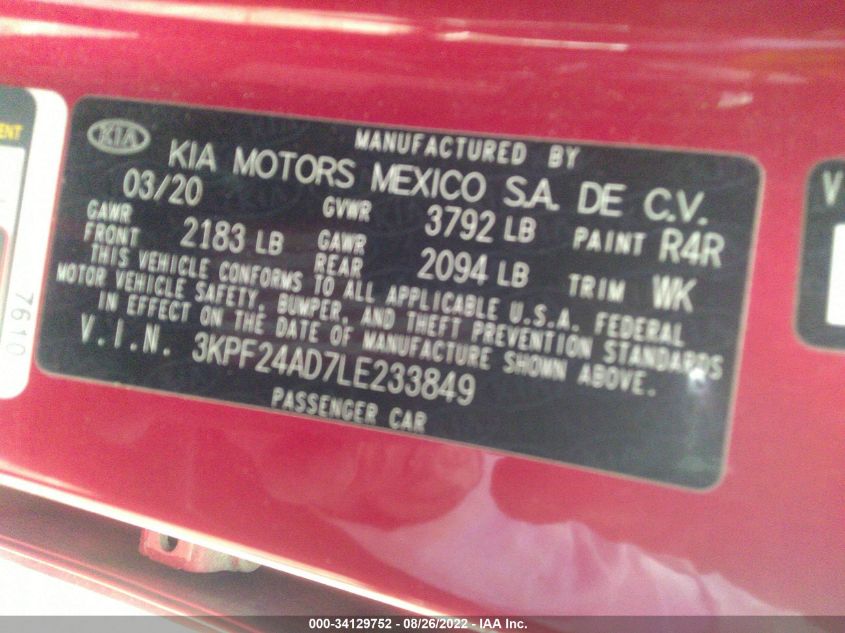 KIA
MANUFACTURED BY
KIA MOTORS MEXICO S.A. DE C.V.
03/20
GAWR FRONT 2183 LB
GVWR 3792 LB
GAWR REAR 2094 LB
PAINT R4R
TRIM WK
THIS VEHICLE CONFORMS TO ALL APPLICABLE U.S.A. FEDERAL
MOTOR VEHICLE SAFETY, BUMPER, AND THEFT PREVENTION STANDARDS
IN EFFECT ON THE DATE OF MANUFACTURE SHOWN ABOVE.
V.I.N. 3KPF24AD7LE233849
PASSENGER CAR
7610
000-34129752 - 08/26/2022 - IAA Inc.